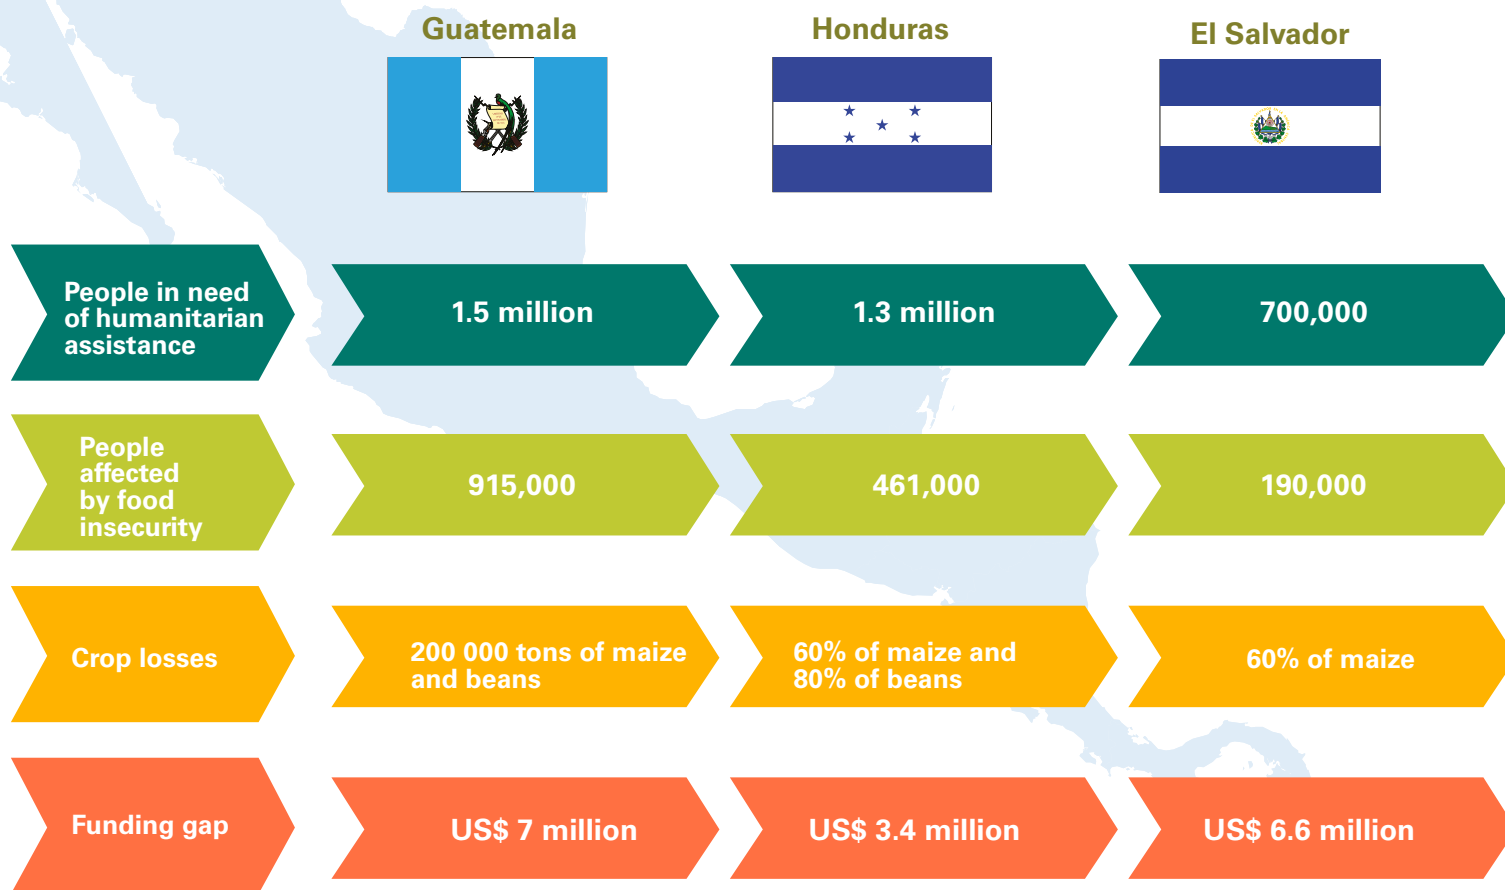 Guatemala
Honduras
El Salvador
People in need
of humanitarian
assistance
1.5 million
1.3 million
700,000
People
affected
by food
insecurity
915,000
461,000
190,000
Crop losses
200 000 tons of maize
and beans
60% of maize and
80% of beans
60% of maize
Funding gap
US$ 7 million
US$ 3.4 million
US$ 6.6 million